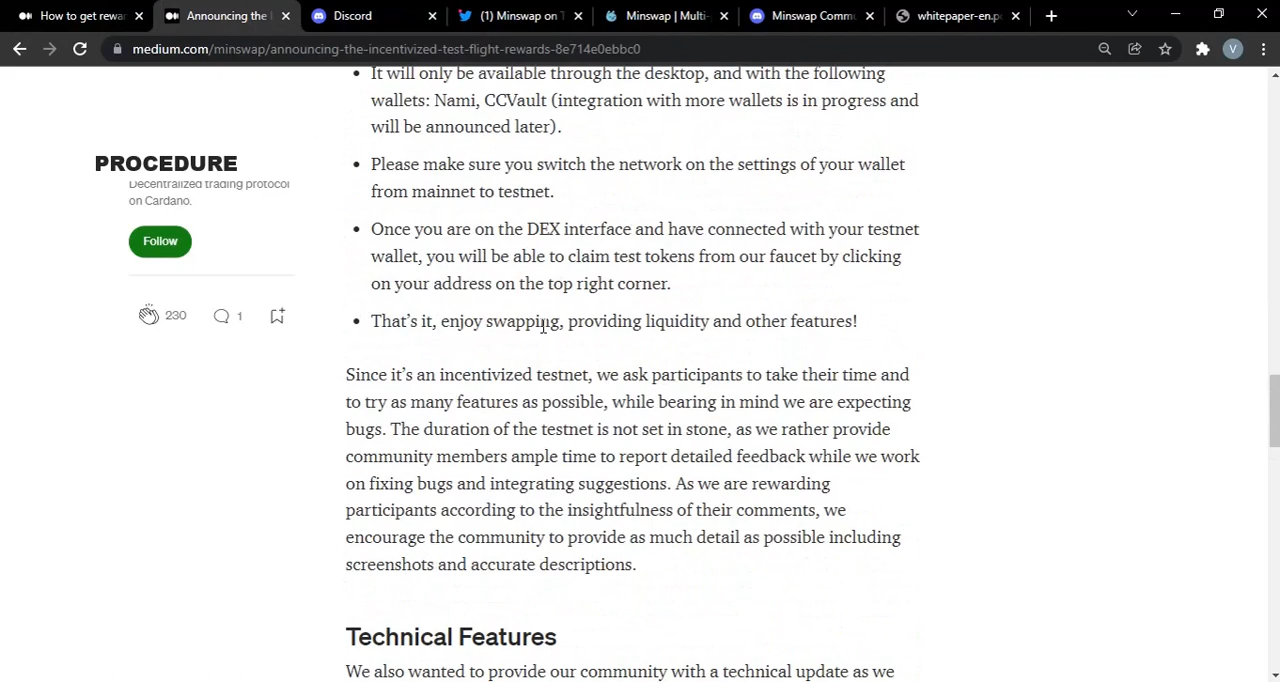 How to get rewa
Announcing the I
Discord
(1) Minswap on T
Minswap | Multi-
Minswap Commu
whitepaper-en.p
medium.com/minswap/announcing-the-incentivized-test-flight-rewards-8e714e0ebbc0
V
PROCEDURE
Decentralized trading protocol
on Cardano.
Follow
230
1
It will only be available through the desktop, and with the following
wallets: Nami, CCVault (integration with more wallets is in progress and
will be announced later).
Please make sure you switch the network on the settings of your wallet
from mainnet to testnet.
Once you are on the DEX interface and have connected with your testnet
wallet, you will be able to claim test tokens from our faucet by clicking
on your address on the top right corner.
That’s it, enjoy swapping, providing liquidity and other features!
Since it’s an incentivized testnet, we ask participants to take their time and
to try as many features as possible, while bearing in mind we are expecting
bugs. The duration of the testnet is not set in stone, as we rather provide
community members ample time to report detailed feedback while we work
on fixing bugs and integrating suggestions. As we are rewarding
participants according to the insightfulness of their comments, we
encourage the community to provide as much detail as possible including
screenshots and accurate descriptions.
Technical Features
We also wanted to provide our community with a technical update as we